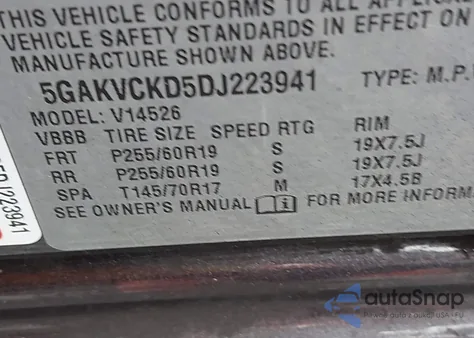 THIS VEHICLE CONFORMS TO ALL APP
VEHICLE SAFETY STANDARDS IN EFFECT ON
MANUFACTURE SHOWN ABOVE.
5GAKVCKD5DJ223941 TYPE: M.P.
MODEL: V14526
VBBB TIRE SIZE SPEED RTG RIM
FRT P255/60R19 S 19X7.5J
RR P255/60R19 S 19X7.5J
SPA T145/70R17 M 17X4.5B
SEE OWNER'S MANUAL i FOR MORE INFORM
J223941
autoSnap